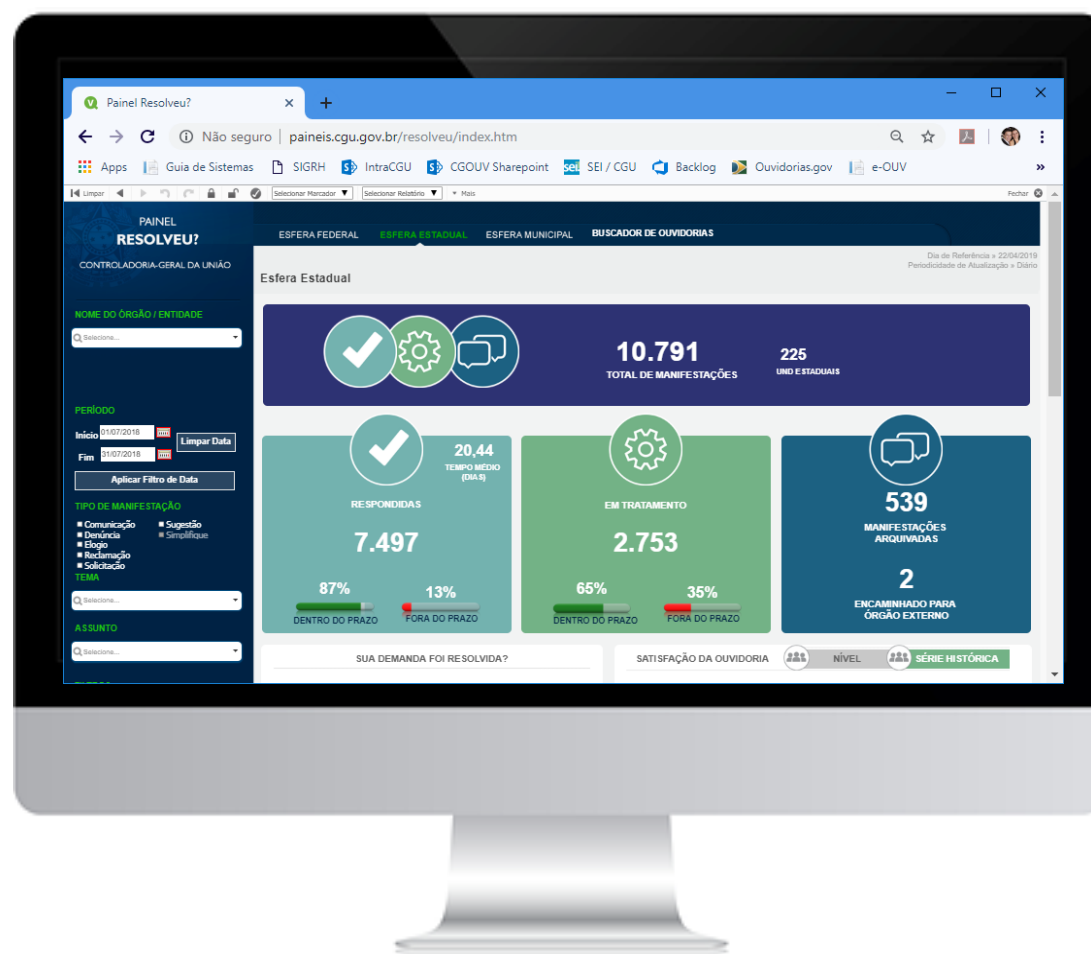 Painel Resolveu?
Não seguro | paineis.cgu.gov.br/resolveu/index.htm
Apps Guia de Sistemas SIGRH IntraCGU CGOUV Sharepoint sei SEI / CGU Backlog Ouvidorias.gov e-OUV »
Limpar Selecionar Marcador Selecionar Relatório Mais Fechar
PAINEL
RESOLVEU?
CONTROLADORIA-GERAL DA UNIÃO
ESFERA FEDERAL ESFERA ESTADUAL ESFERA MUNICIPAL BUSCADOR DE OUVIDORIAS
Dia de Referência » 22/04/2019
Periodicidade de Atualização » Diário
Esfera Estadual
NOME DO ÓRGÃO / ENTIDADE
Selecione...
PERÍODO
Início 01/07/2018
Fim 31/07/2018
Limpar Data
Aplicar Filtro de Data
TIPO DE MANIFESTAÇÃO
Comunicação Sugestão
Denúncia Simplifique
Elogio
Reclamação
Solicitação
TEMA
Selecione...
ASSUNTO
Selecione...
10.791
TOTAL DE MANIFESTAÇÕES
225
UND ESTADUAIS
20,44
TEMPO MÉDIO
(DIAS)
RESPONDIDAS
7.497
87%
DENTRO DO PRAZO
13%
FORA DO PRAZO
EM TRATAMENTO
2.753
65%
DENTRO DO PRAZO
35%
FORA DO PRAZO
539
MANIFESTAÇÕES
ARQUIVADAS
2
ENCAMINHADO PARA
ÓRGÃO EXTERNO
SUA DEMANDA FOI RESOLVIDA?
SATISFAÇÃO DA OUVIDORIA NÍVEL SÉRIE HISTÓRICA